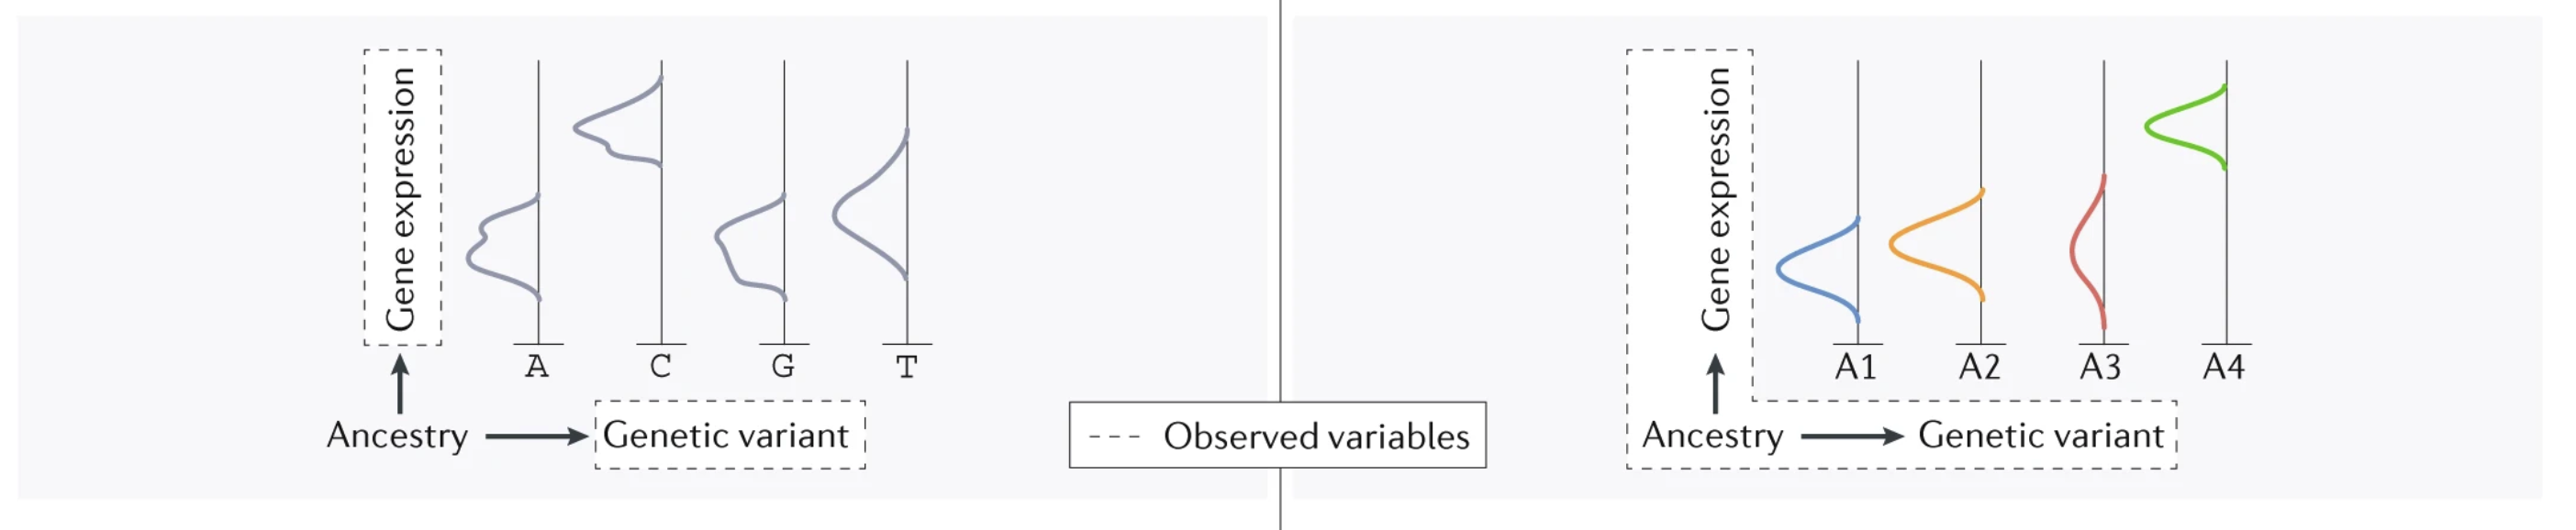 Gene expression
A C G T
Ancestry Genetic variant
Observed variables
Gene expression
A1 A2 A3 A4
Ancestry Genetic variant